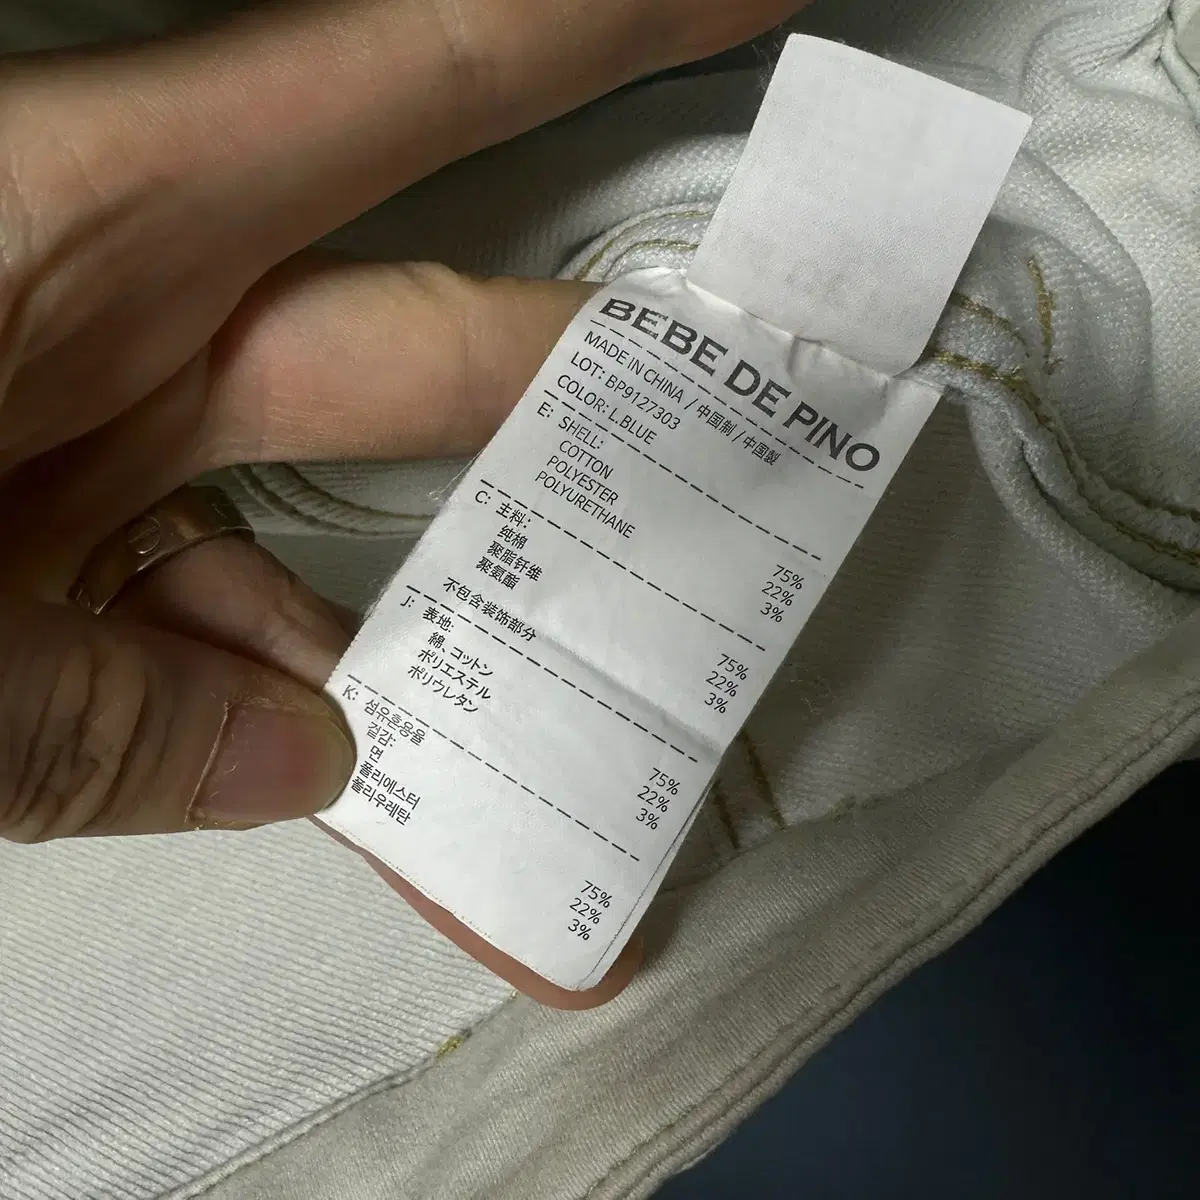 BEBE DE PINO
MADE IN CHINA / 中国制 / 中国製
LOT: BP9127303
COLOR: L.BLUE
E: SHELL:
COTTON 75%
POLYESTER 22%
POLYURETHANE 3%
C: 主料:
纯棉 75%
聚脂钎维 22%
聚氨酯 3%
不包含装饰部分
J: 表地:
綿、コットン 75%
ポリエステル 22%
ポリウレタン 3%
K: 섬유혼용율
겉감:
면 75%
폴리에스터 22%
폴리우레탄 3%